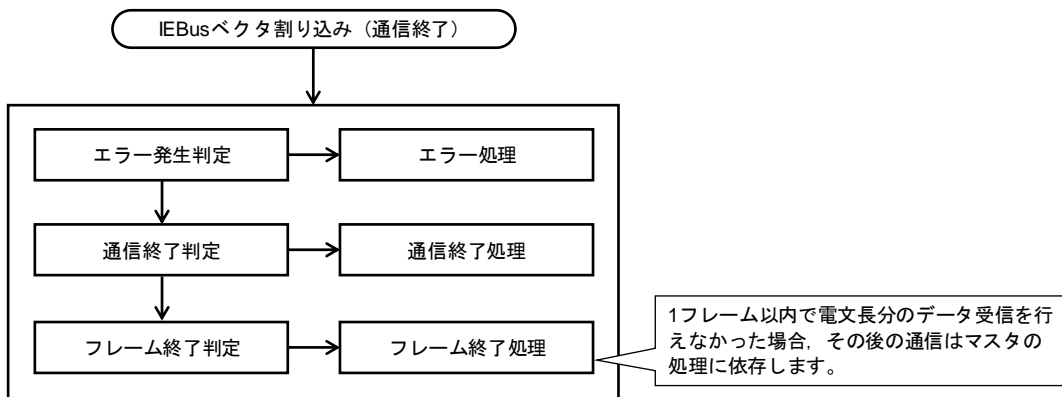 IEBusベクタ割り込み（通信終了）
エラー発生判定
エラー処理
通信終了判定
通信終了処理
フレーム終了判定
フレーム終了処理
1フレーム以内で電文長分のデータ受信を行
えなかった場合，その後の通信はマスタの
処理に依存します。